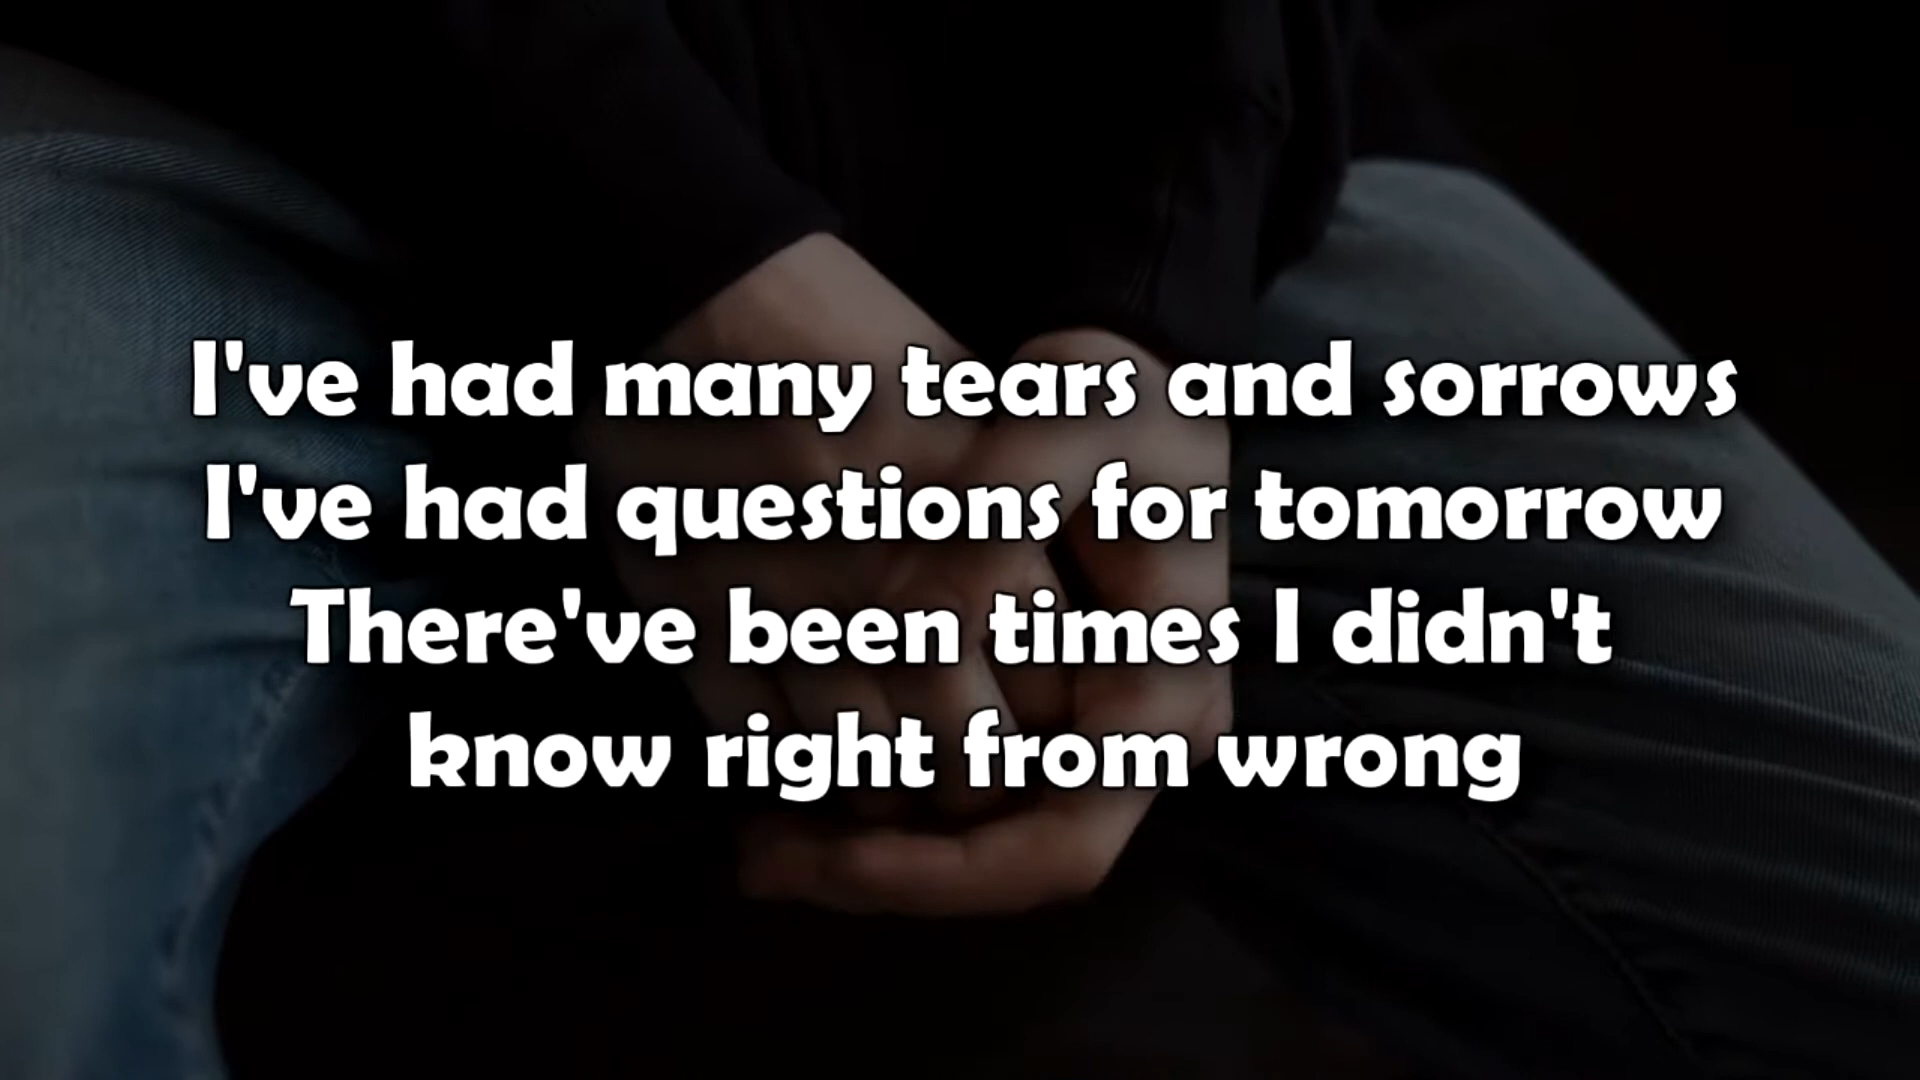 I've had many tears and sorrows
I've had questions for tomorrow
There've been times I didn't
know right from wrong